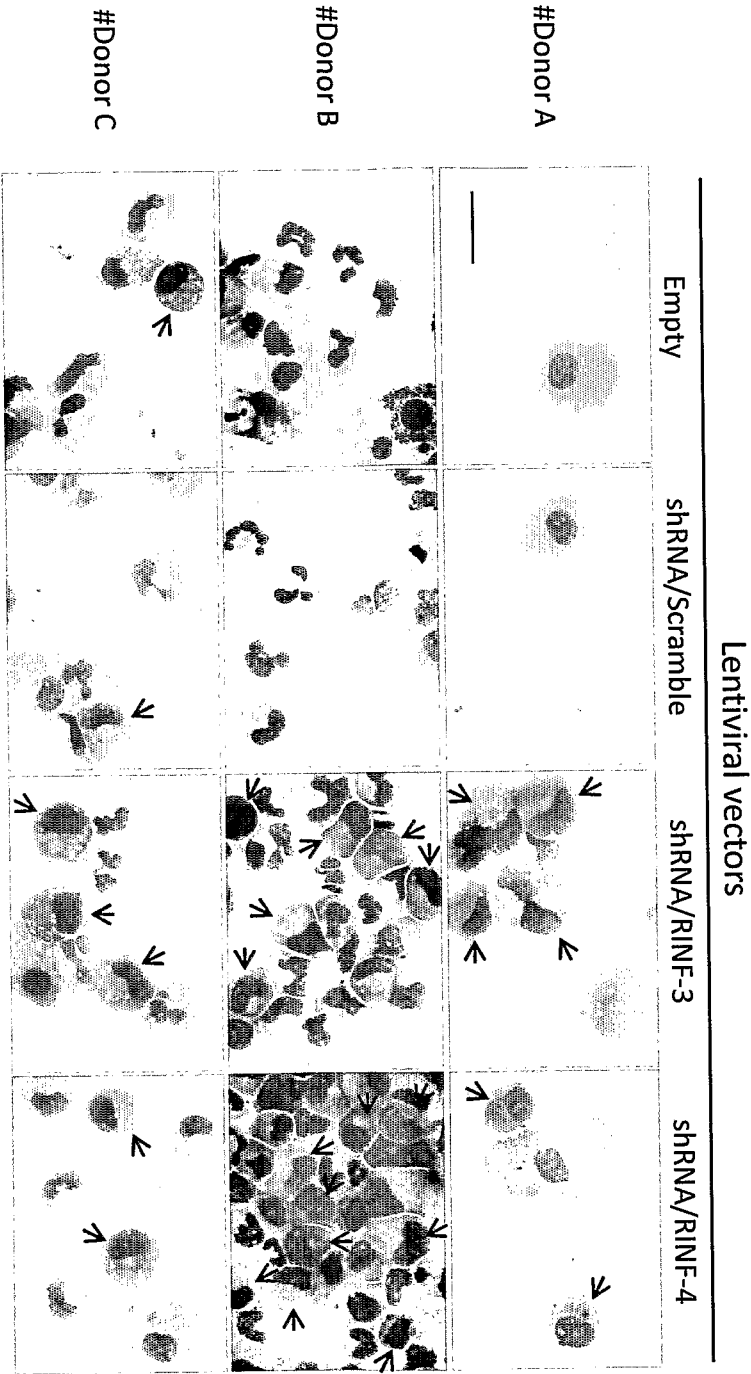 Lentiviral vectors
Empty
shRNA/Scramble
shRNA/RINF-3
shRNA/RINF-4
#Donor A
#Donor B
#Donor C